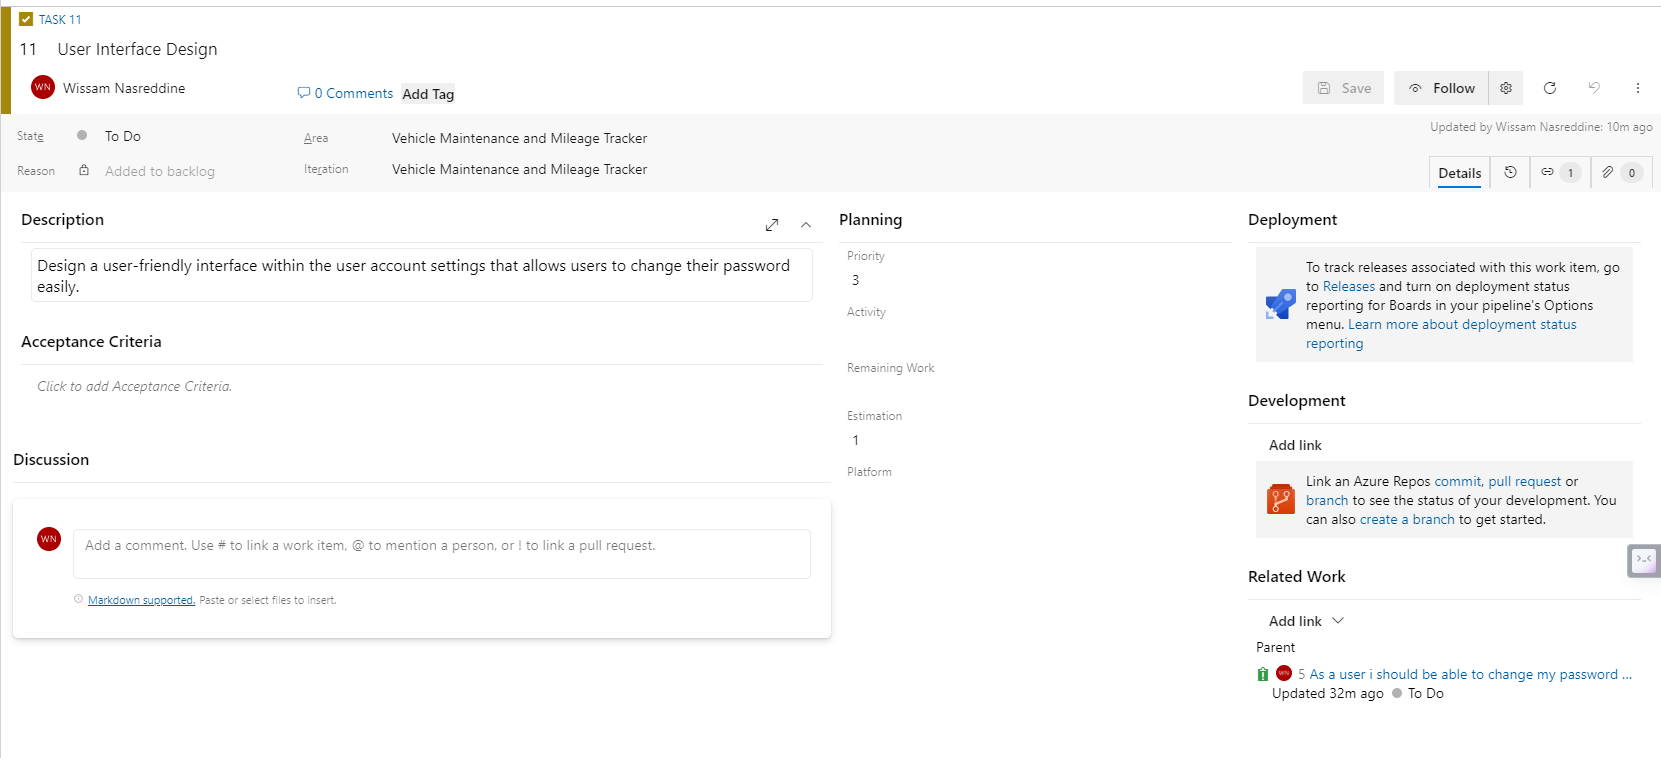 TASK 11
11 User Interface Design
WN Wissam Nasreddine
0 Comments Add Tag
Save Follow
State To Do
Area Vehicle Maintenance and Mileage Tracker
Updated by Wissam Nasreddine: 10m ago
Reason Added to backlog
Iteration Vehicle Maintenance and Mileage Tracker
Details 1 0
Description
Design a user-friendly interface within the user account settings that allows users to change their password
easily.
Acceptance Criteria
Click to add Acceptance Criteria.
Discussion
WN
Add a comment. Use # to link a work item, @ to mention a person, or ! to link a pull request.
Markdown supported. Paste or select files to insert.
Planning
Priority
3
Activity
Remaining Work
Estimation
1
Platform
Deployment
To track releases associated with this work item, go
to Releases and turn on deployment status
reporting for Boards in your pipeline's Options
menu. Learn more about deployment status
reporting
Development
Add link
Link an Azure Repos commit, pull request or
branch to see the status of your development. You
can also create a branch to get started.
Related Work
Add link
Parent
WN 5 As a user i should be able to change my password ...
Updated 32m ago To Do